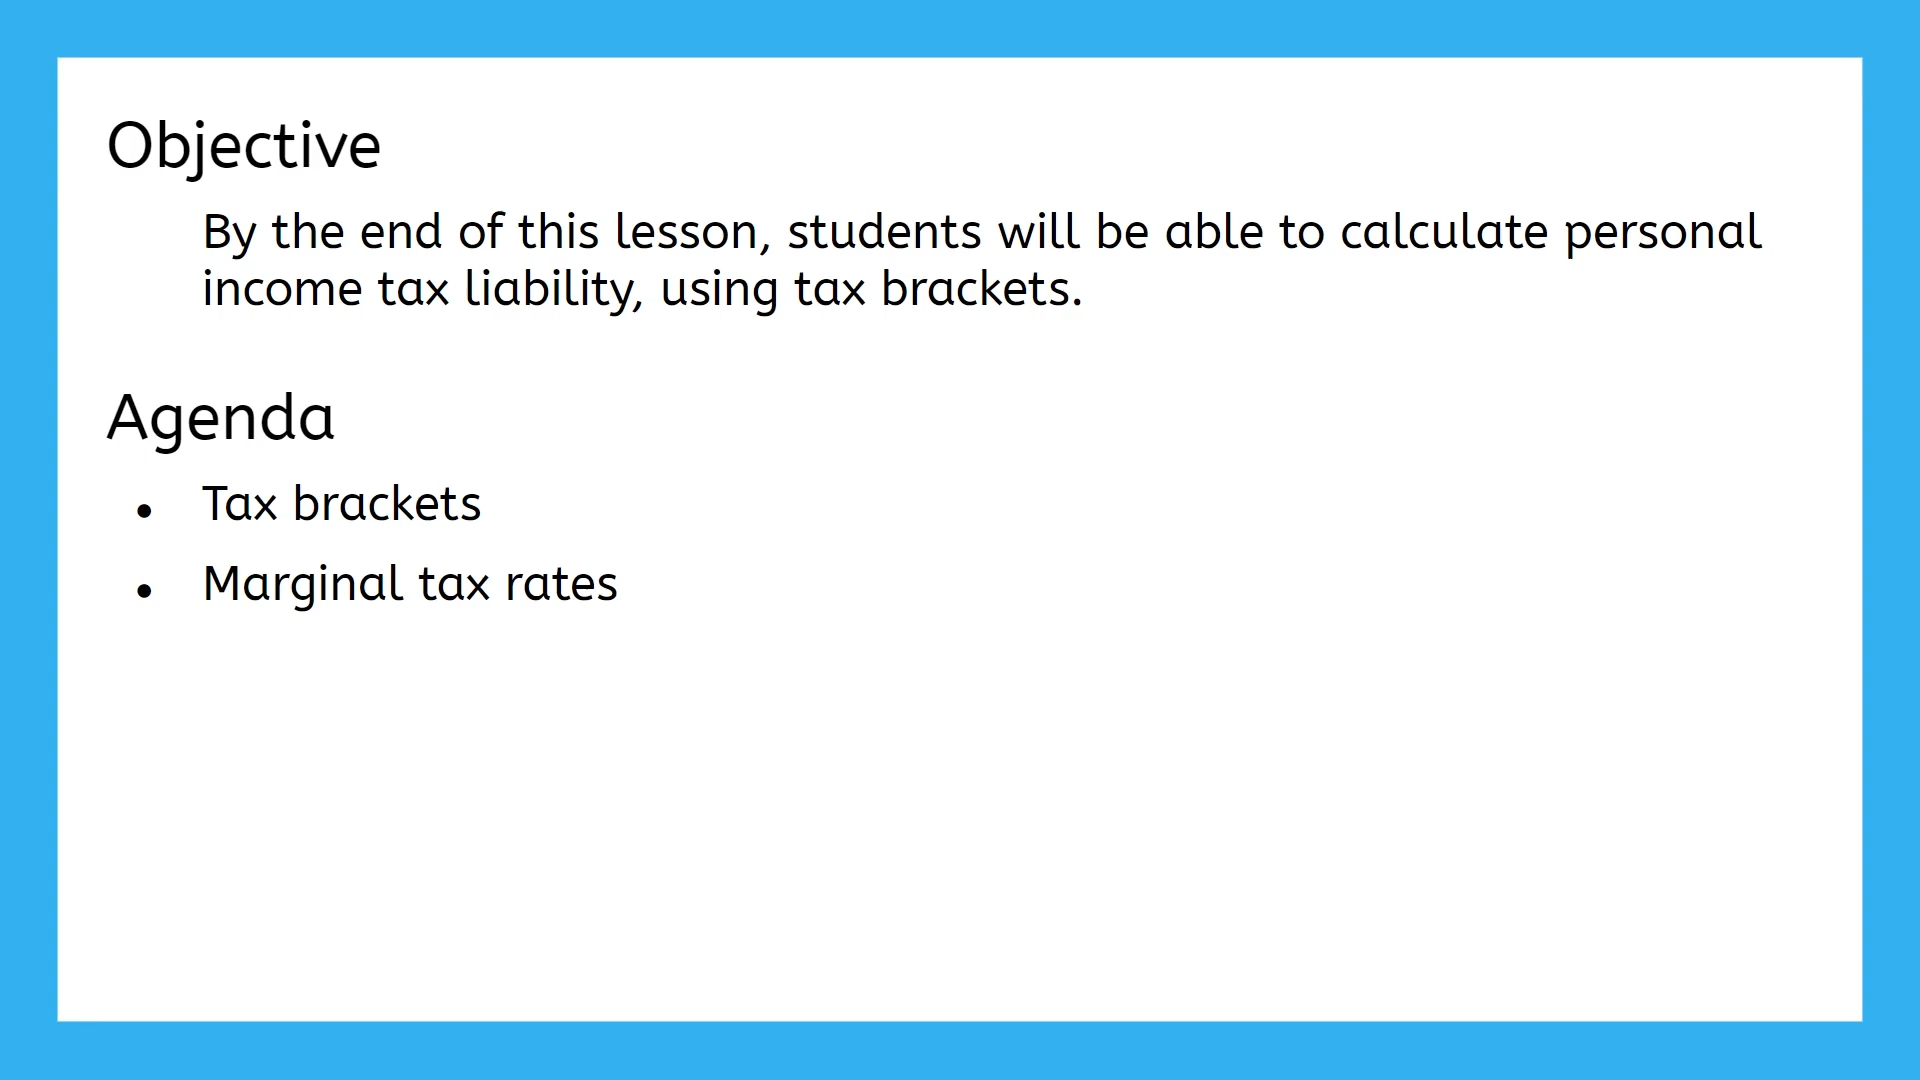 Objective
By the end of this lesson, students will be able to calculate personal
income tax liability, using tax brackets.
Agenda
• Tax brackets
• Marginal tax rates